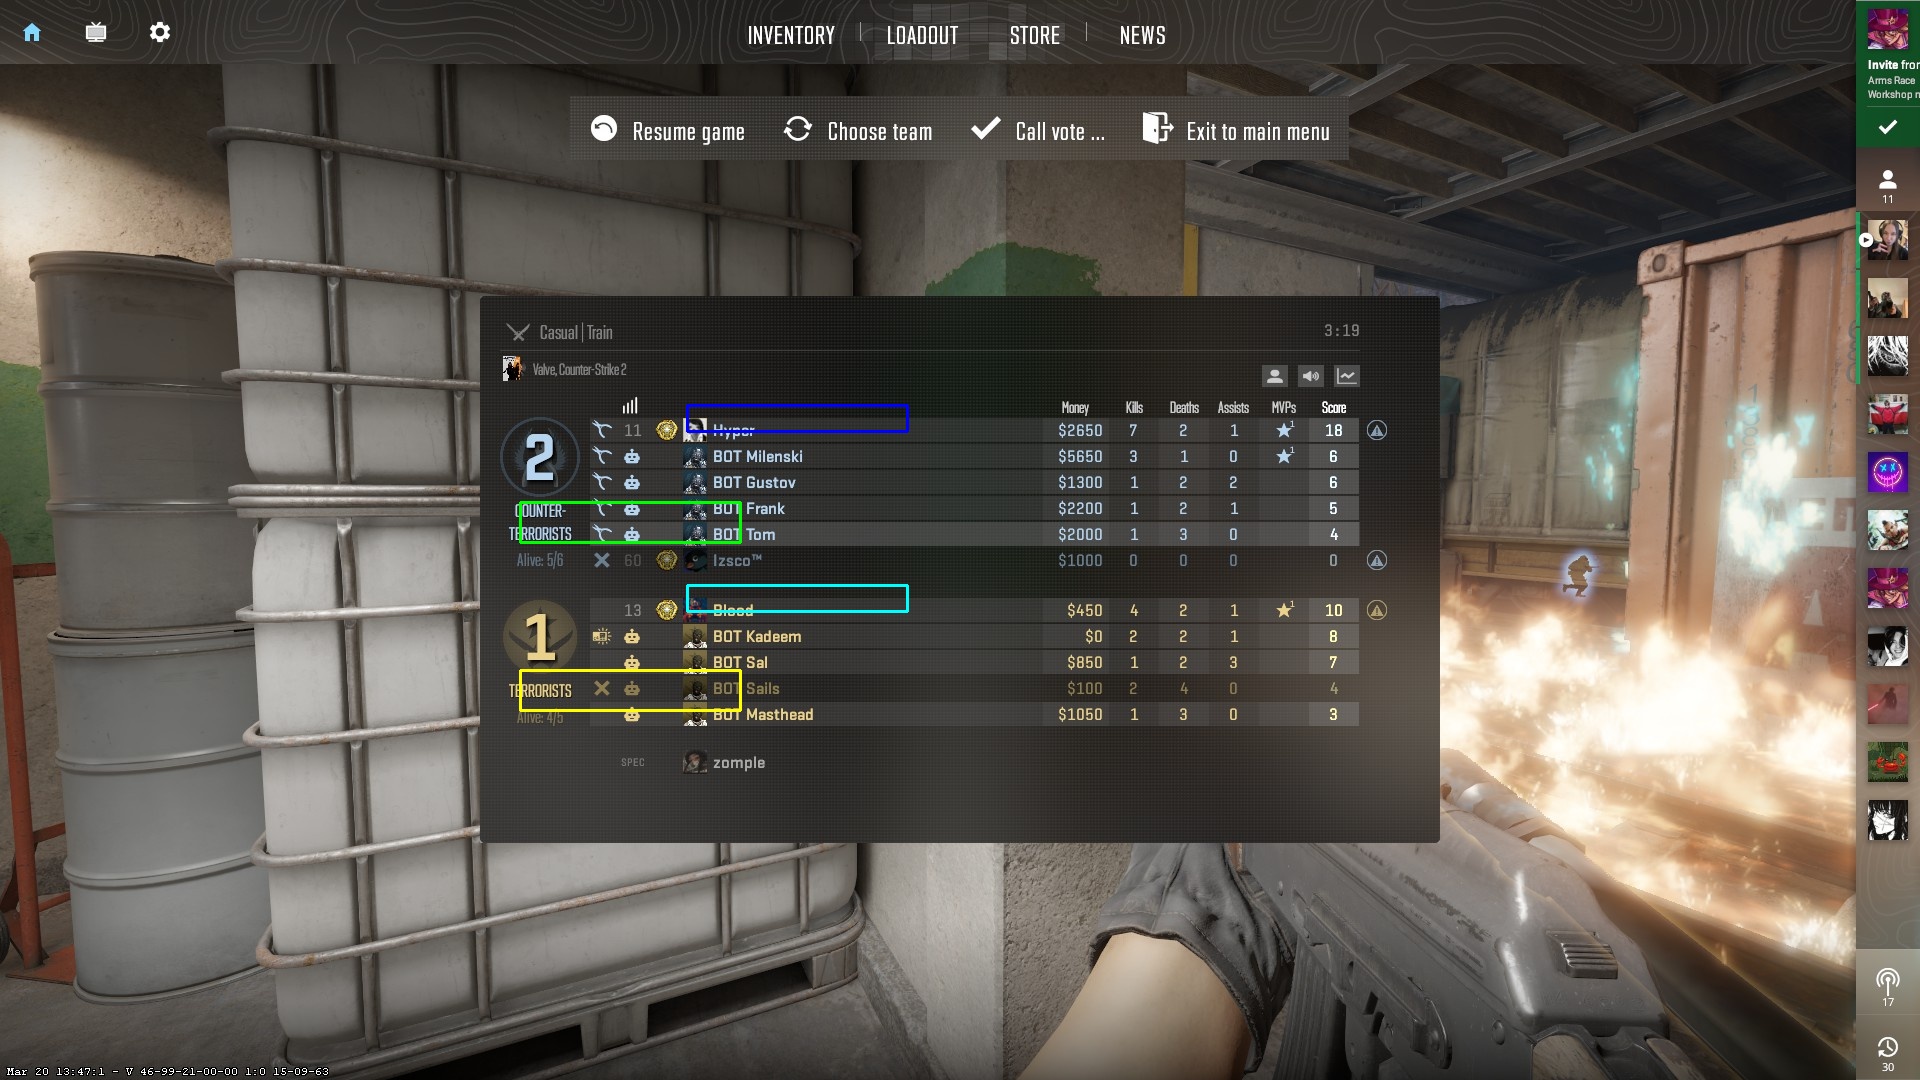 INVENTORY LOADOUT STORE NEWS
Invite from
Arms Race
Workshop
Resume game Choose team Call vote ... Exit to main menu
11
Casual | Train 3:19
Valve, Counter-Strike 2
Money Kills Deaths Assists MVPs Score
2 11 Hyper $2650 7 2 1 1 18
BOT Milenski $5650 3 1 0 1 6
BOT Gustov $1300 1 2 2 6
COUNTER- BOT Frank $2200 1 2 1 5
TERRORISTS BOT Tom $2000 1 3 0 4
Alive: 5/6 60 Izsco™ $1000 0 0 0 0
1 13 Blood $450 4 2 1 1 10
BOT Kadeem $0 2 2 1 8
BOT Sal $850 1 2 3 7
TERRORISTS BOT Sails $100 2 4 0 4
Alive: 4/5 BOT Masthead $1050 1 3 0 3
SPEC zomple
17
30
Mar 20 13:47:1 - V 46-99-21-00-00 1:0 15-09-63